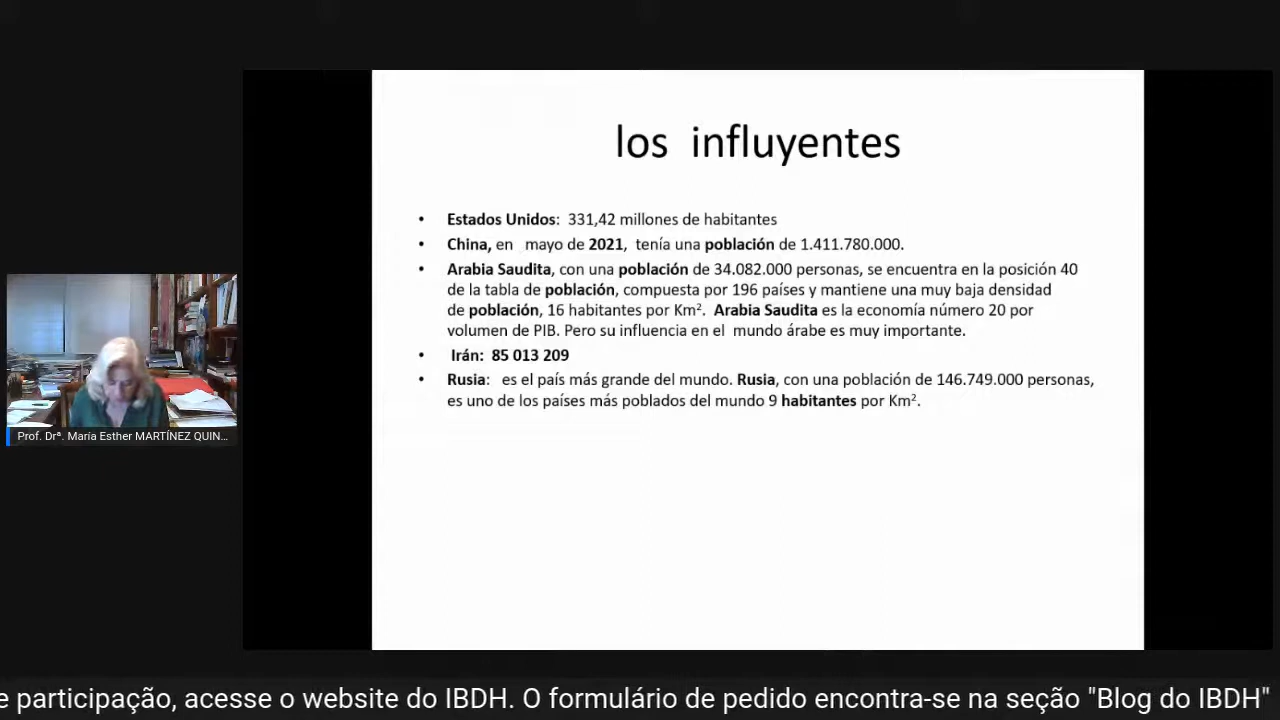 los influyentes
• Estados Unidos: 331,42 millones de habitantes
• China, en mayo de 2021, tenía una población de 1.411.780.000.
• Arabia Saudita, con una población de 34.082.000 personas, se encuentra en la posición 40
de la tabla de población, compuesta por 196 países y mantiene una muy baja densidad
de población, 16 habitantes por Km². Arabia Saudita es la economía número 20 por
volumen de PIB. Pero su influencia en el mundo árabe es muy importante.
• Irán: 85 013 209
• Rusia: es el país más grande del mundo. Rusia, con una población de 146.749.000 personas,
es uno de los países más poblados del mundo 9 habitantes por Km².
Prof. Drª. María Esther MARTÍNEZ QUIN...
e participação, acesse o website do IBDH. O formulário de pedido encontra-se na seção "Blog do IBDH"